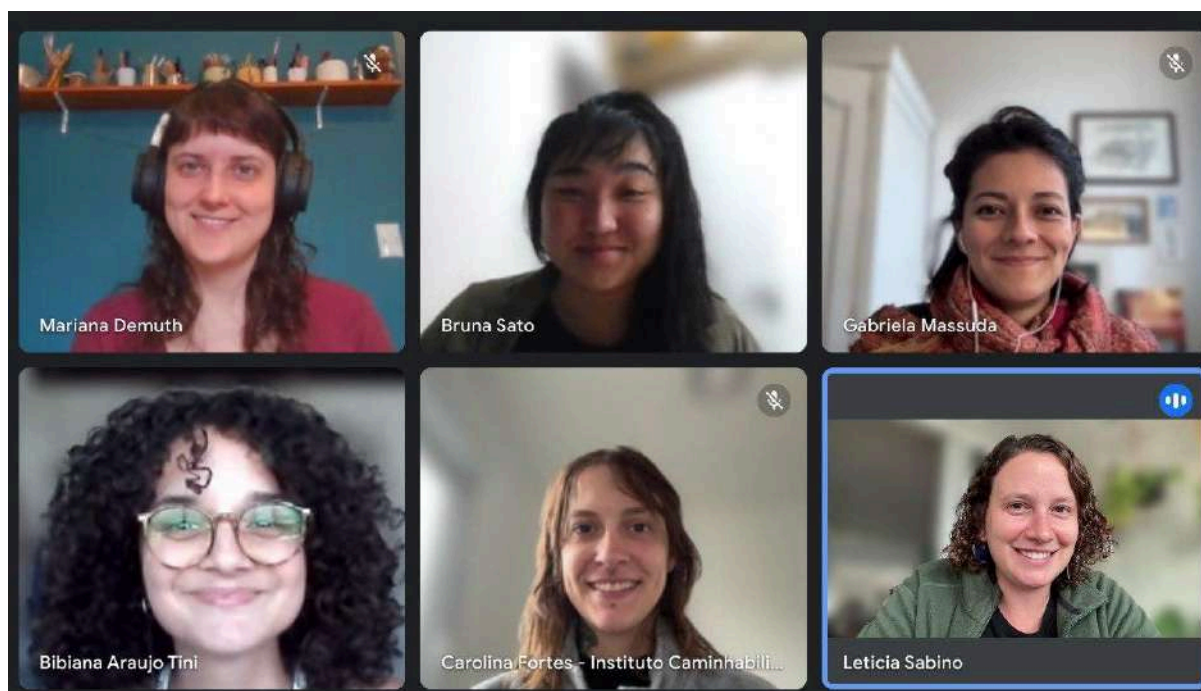 Mariana Demuth
Bruna Sato
Gabriela Massuda
Bibiana Araujo Tini
Carolina Fortes - Instituto Caminhabili...
Leticia Sabino